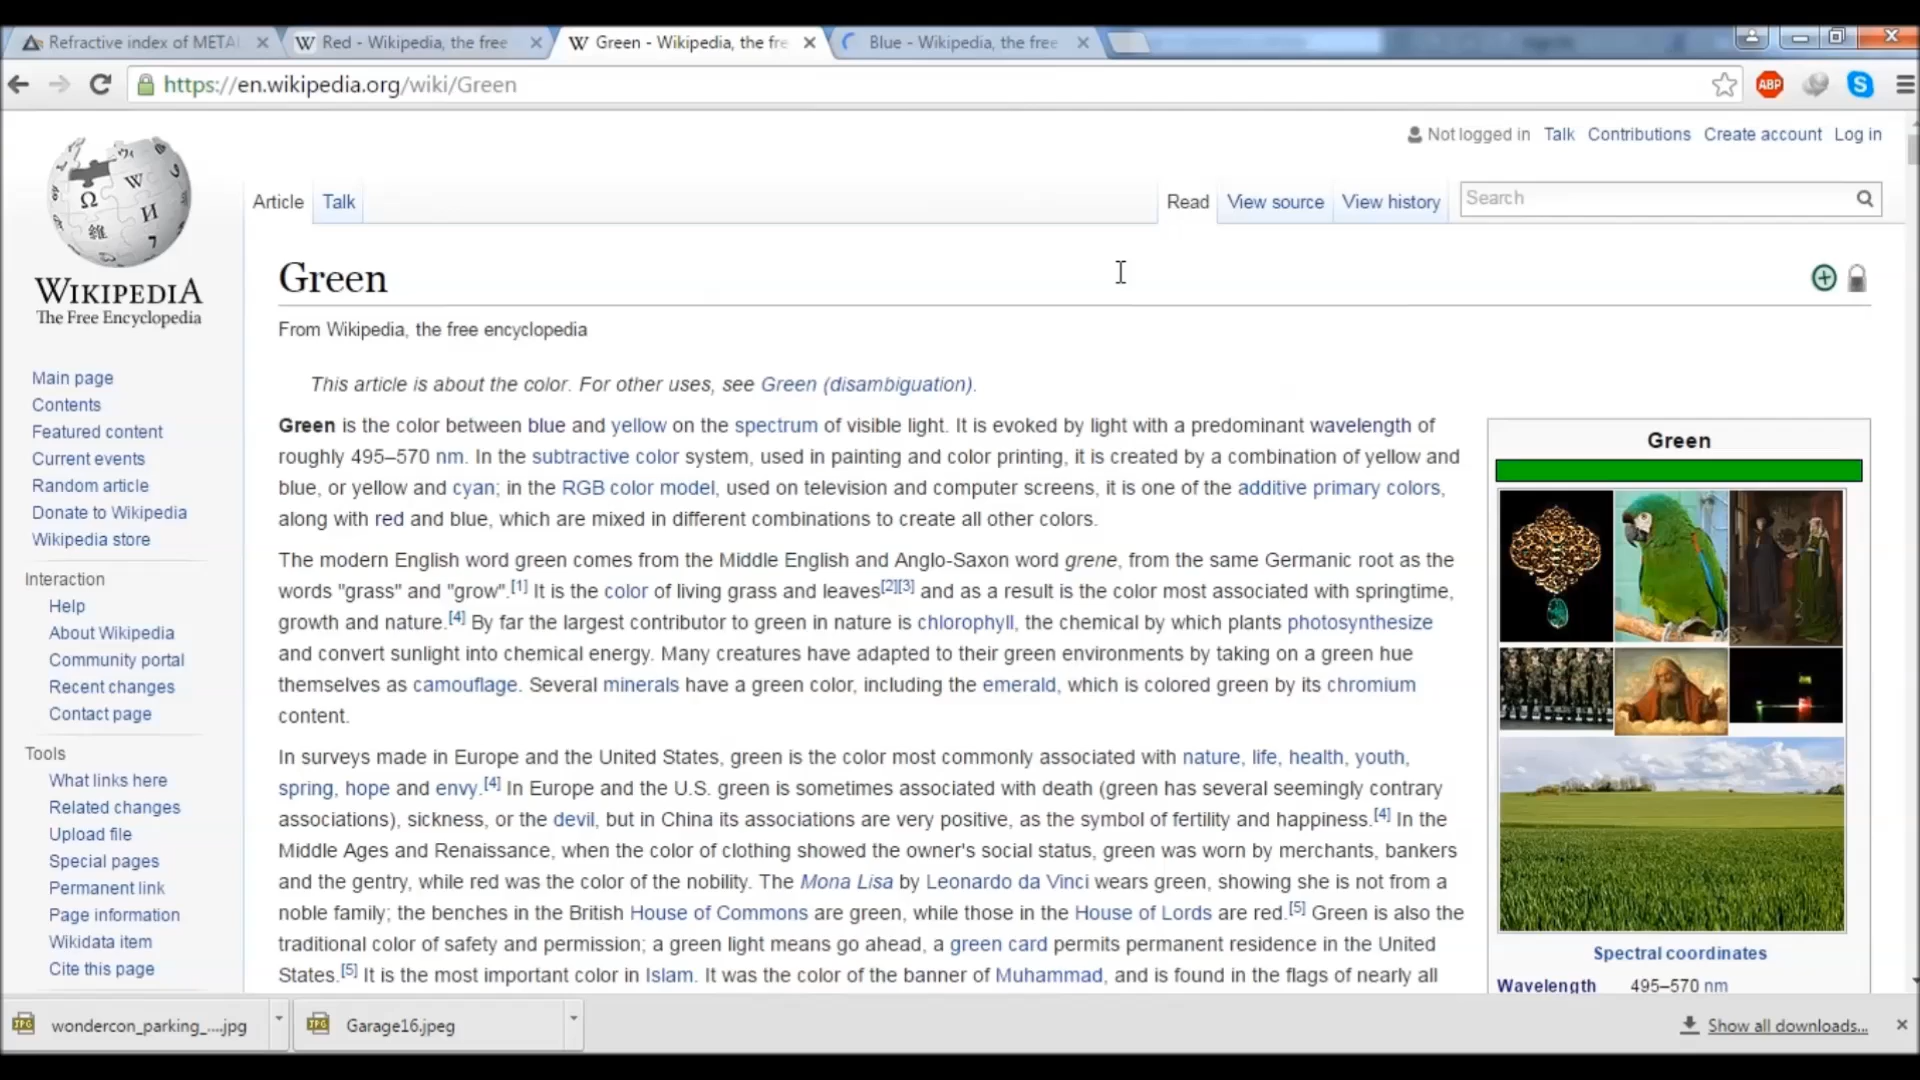 Refractive index of META
Red - Wikipedia, the free
Green - Wikipedia, the fre
Blue - Wikipedia, the free
https://en.wikipedia.org/wiki/Green
ABP
Not logged in Talk Contributions Create account Log in
Article Talk
Read View source View history
Search
WIKIPEDIA
The Free Encyclopedia
Main page
Contents
Featured content
Current events
Random article
Donate to Wikipedia
Wikipedia store
Interaction
Help
About Wikipedia
Community portal
Recent changes
Contact page
Tools
What links here
Related changes
Upload file
Special pages
Permanent link
Page information
Wikidata item
Cite this page
Green
From Wikipedia, the free encyclopedia
This article is about the color. For other uses, see Green (disambiguation).
Green is the color between blue and yellow on the spectrum of visible light. It is evoked by light with a predominant wavelength of
roughly 495–570 nm. In the subtractive color system, used in painting and color printing, it is created by a combination of yellow and
blue, or yellow and cyan; in the RGB color model, used on television and computer screens, it is one of the additive primary colors,
along with red and blue, which are mixed in different combinations to create all other colors.
The modern English word green comes from the Middle English and Anglo-Saxon word grene, from the same Germanic root as the
words "grass" and "grow".[1] It is the color of living grass and leaves[2][3] and as a result is the color most associated with springtime,
growth and nature.[4] By far the largest contributor to green in nature is chlorophyll, the chemical by which plants photosynthesize
and convert sunlight into chemical energy. Many creatures have adapted to their green environments by taking on a green hue
themselves as camouflage. Several minerals have a green color, including the emerald, which is colored green by its chromium
content.
In surveys made in Europe and the United States, green is the color most commonly associated with nature, life, health, youth,
spring, hope and envy.[4] In Europe and the U.S. green is sometimes associated with death (green has several seemingly contrary
associations), sickness, or the devil, but in China its associations are very positive, as the symbol of fertility and happiness.[4] In the
Middle Ages and Renaissance, when the color of clothing showed the owner's social status, green was worn by merchants, bankers
and the gentry, while red was the color of the nobility. The Mona Lisa by Leonardo da Vinci wears green, showing she is not from a
noble family; the benches in the British House of Commons are green, while those in the House of Lords are red.[5] Green is also the
traditional color of safety and permission; a green light means go ahead, a green card permits permanent residence in the United
States.[5] It is the most important color in Islam. It was the color of the banner of Muhammad, and is found in the flags of nearly all
Green
Spectral coordinates
Wavelength 495–570 nm
wondercon_parking_....jpg
Garage16.jpeg
Show all downloads...